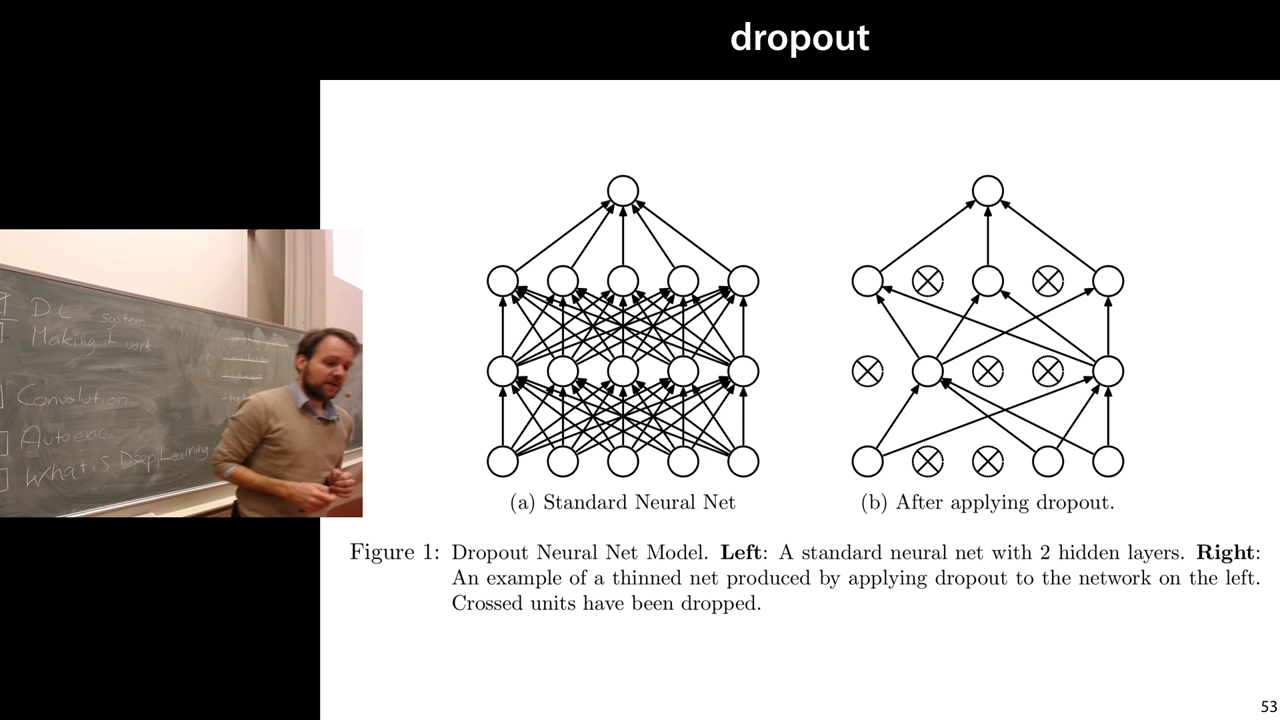 dropout
DL system
Making it work
Convolution
Autoenc
What is Deep Learning
(a) Standard Neural Net
(b) After applying dropout.
Figure 1: Dropout Neural Net Model. Left: A standard neural net with 2 hidden layers. Right:
An example of a thinned net produced by applying dropout to the network on the left.
Crossed units have been dropped.
53